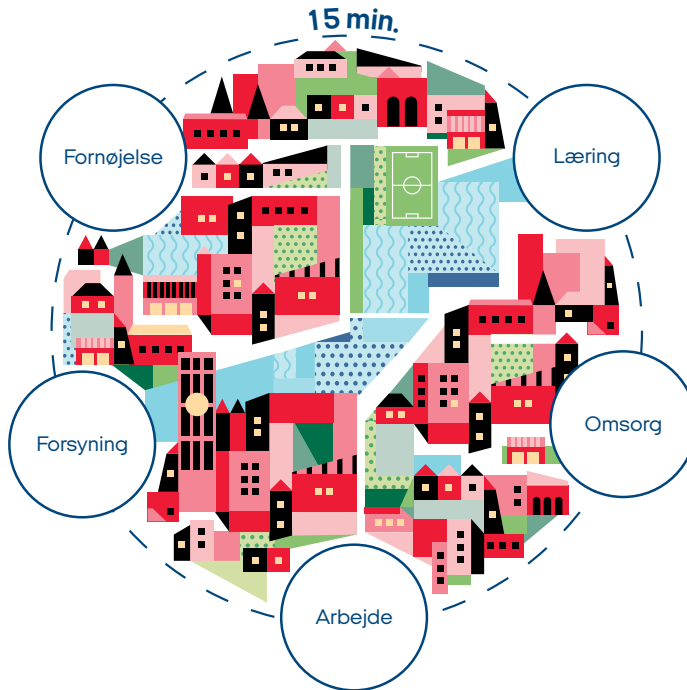 15 min.
Fornøjelse
Læring
Forsyning
Omsorg
Arbejde